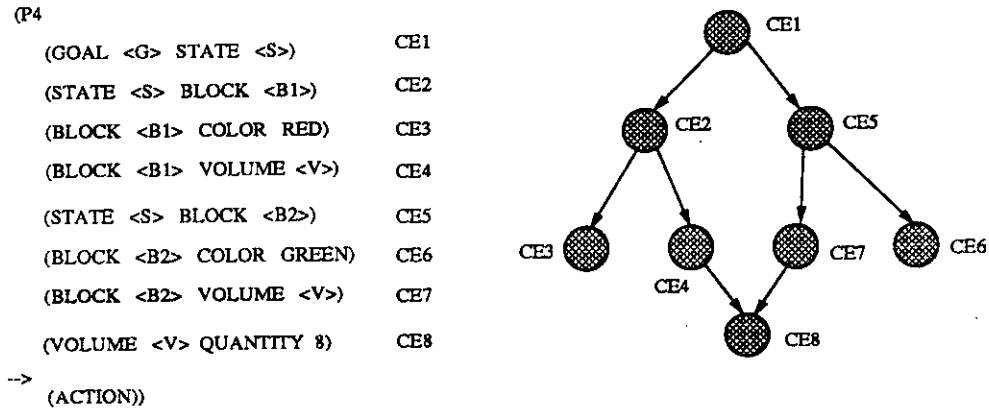 (P4
(GOAL <G> STATE <S>) CE1
(STATE <S> BLOCK <B1>) CE2
(BLOCK <B1> COLOR RED) CE3
(BLOCK <B1> VOLUME <V>) CE4
(STATE <S> BLOCK <B2>) CE5
(BLOCK <B2> COLOR GREEN) CE6
(BLOCK <B2> VOLUME <V>) CE7
(VOLUME <V> QUANTITY 8) CE8
-->
(ACTION))
CE1
CE2 CE5
CE3 CE4 CE7 CE6
CE8